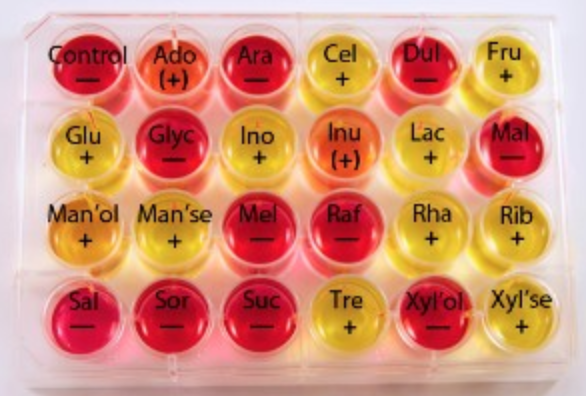 Control Ado Ara Cel Dul Fru
− (+) − + − +
Glu Glyc Ino Inu Lac Mal
+ − + (+) + −
Man'ol Man'se Mel Raf Rha Rib
+ + − − + +
Sal Sor Suc Tre Xyl'ol Xyl'se
− − − + − +